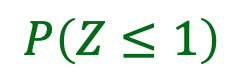 P(Z ≤ 1)